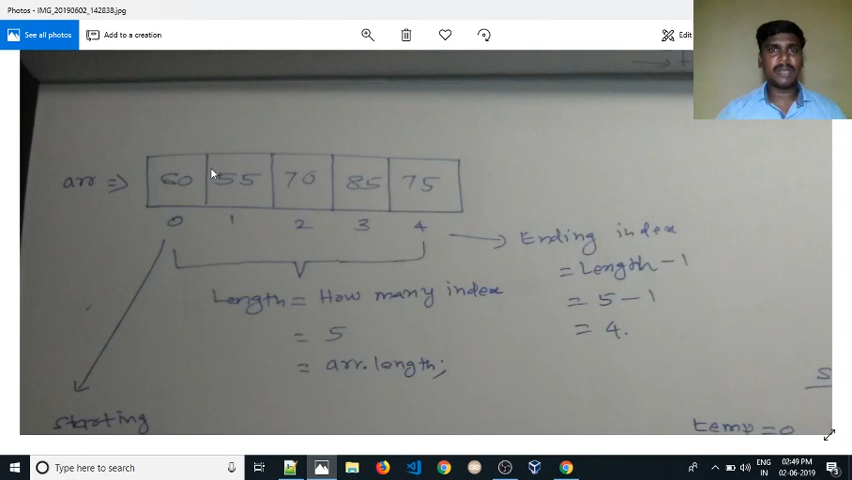 Photos - IMG_20190602_142838.jpg
See all photos
Add to a creation
Edit
arr => 60 55 70 85 75
0 1 2 3 4
Ending index
= Length - 1
= 5 - 1
= 4.
Length = How many index
= 5
= arr.length;
starting
temp = 0
Type here to search
ENG
IN
02:49 PM
02-06-2019